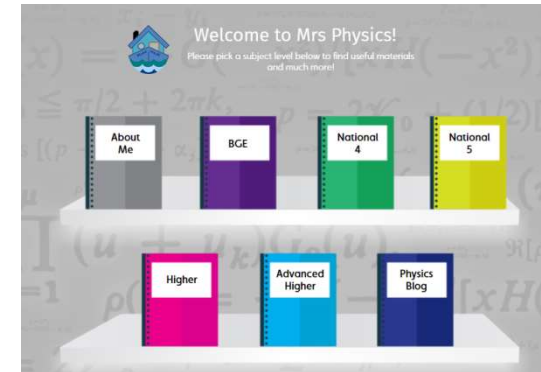 Welcome to Mrs Physics!
Please pick a subject level below to find useful materials
and much more!
About
Me
BGE
National
4
National
5
Higher
Advanced
Higher
Physics
Blog